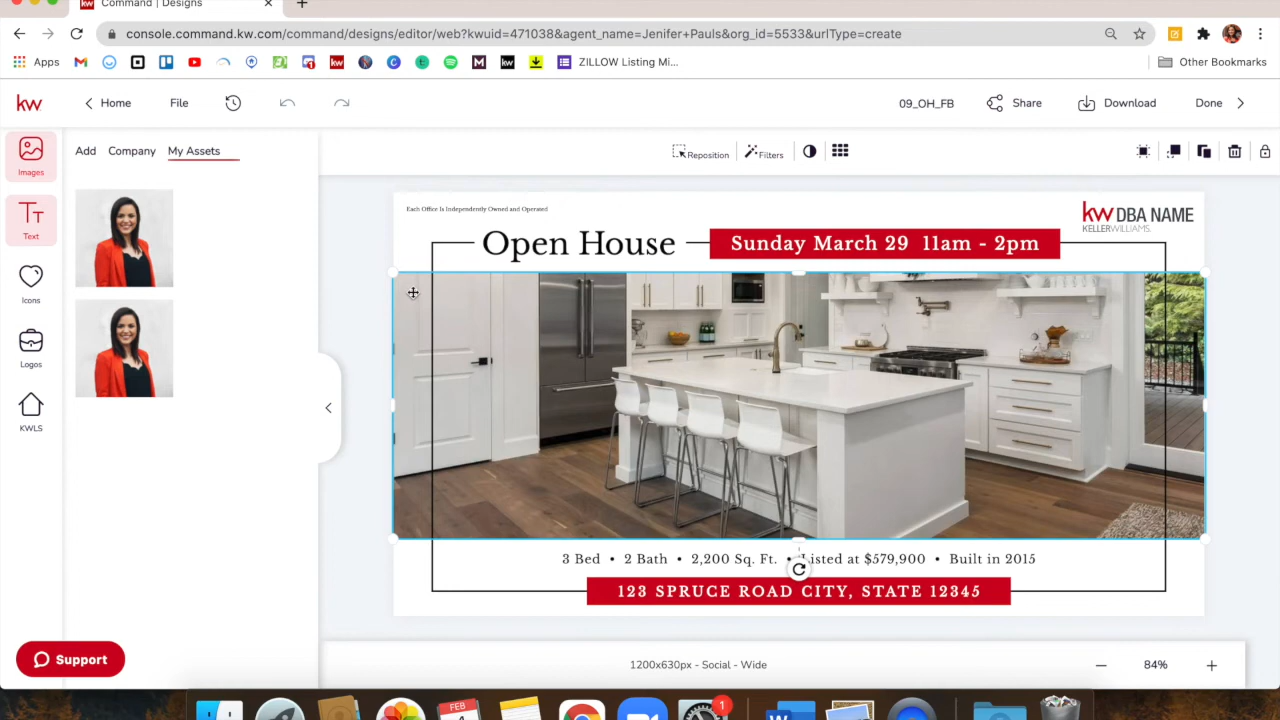 kw Command | Designs
console.command.kw.com/command/designs/editor/web?kwuid=471038&agent_name=Jenifer+Pauls&org_id=5533&urlType=create
Apps
ZILLOW Listing Mi...
Other Bookmarks
kw
Home
File
09_OH_FB
Share
Download
Done
Images
Text
Icons
Logos
KWLS
Add
Company
My Assets
Reposition
Filters
Each Office Is Independently Owned and Operated
kw DBA NAME
KELLERWILLIAMS.
Open House
Sunday March 29 11am - 2pm
3 Bed • 2 Bath • 2,200 Sq. Ft. • Listed at $579,900 • Built in 2015
123 SPRUCE ROAD CITY, STATE 12345
Support
1200x630px - Social - Wide
84%
FEB
1